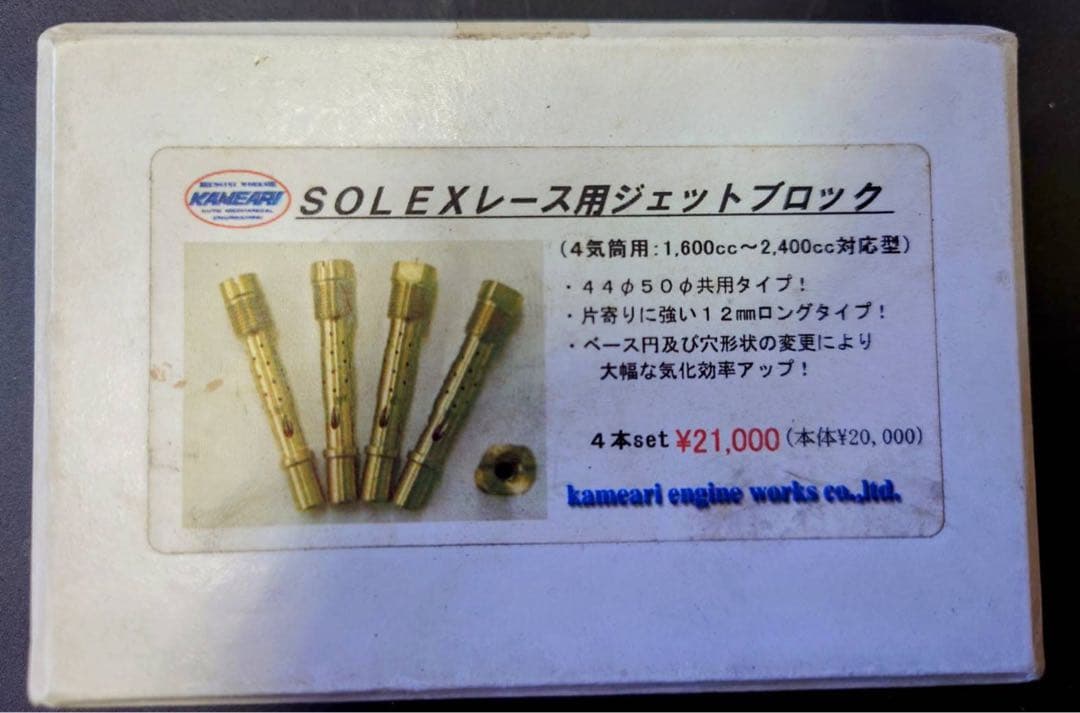 ENGINE WORKS
KAMEARI
AUTO MECHANICAL
ENGINEERING
SOLEXレース用ジェットブロック
(4気筒用:1,600cc～2,400cc対応型)
・44φ50φ共用タイプ!
・片寄りに強い12㎜ロングタイプ!
・ベース円及び穴形状の変更により
大幅な気化効率アップ!
4本set ¥21,000 (本体¥20,000)
kameari engine works co.,ltd.